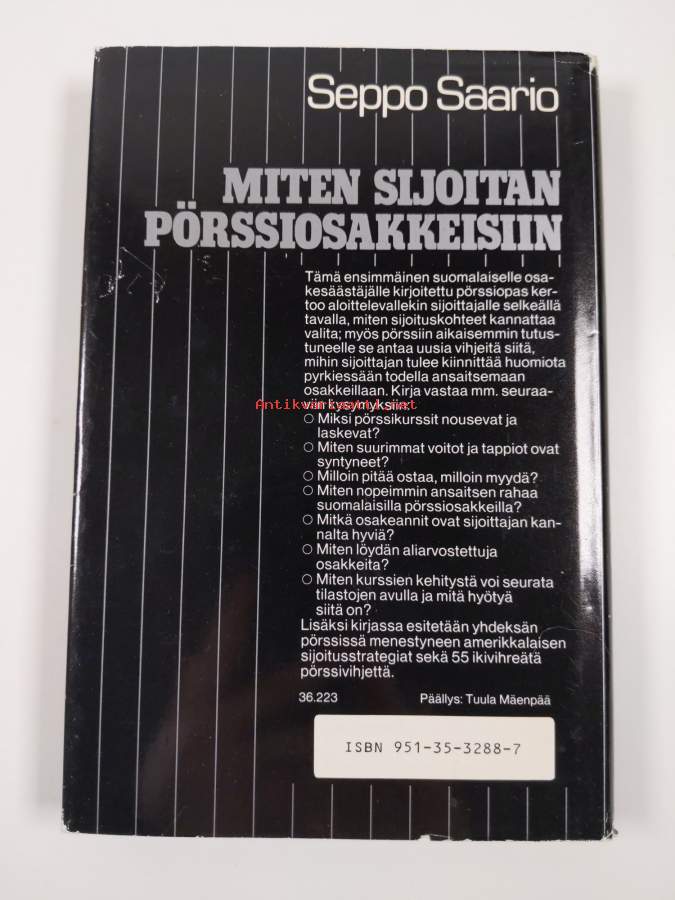 Seppo Saario
MITEN SIJOITAN
PÖRSSIOSAKKEISIIN
Tämä ensimmäinen suomalaiselle osa-
kesäästäjälle kirjoitettu pörssiopas ker-
too aloittelevallekin sijoittajalle selkeällä
tavalla, miten sijoituskohteet kannattaa
valita; myös pörssiin aikaisemmin tutus-
tuneelle se antaa uusia vihjeitä siitä,
mihin sijoittajan tulee kiinnittää huomiota
pyrkiessään todella ansaitsemaan
osakkeillaan. Kirja vastaa mm. seuraa-
viin kysymyksiin:
Antikvariaatti.net
○ Miksi pörssikurssit nousevat ja
laskevat?
○ Miten suurimmat voitot ja tappiot ovat
syntyneet?
○ Milloin pitää ostaa, milloin myydä?
○ Miten nopeimmin ansaitsen rahaa
suomalaisilla pörssiosakkeilla?
○ Mitkä osakeannit ovat sijoittajan kan-
nalta hyviä?
○ Miten löydän aliarvostettuja
osakkeita?
○ Miten kurssien kehitystä voi seurata
tilastojen avulla ja mitä hyötyä
siitä on?
Lisäksi kirjassa esitetään yhdeksän
pörssissä menestyneen amerikkalaisen
sijoitusstrategiat sekä 55 ikivihreätä
pörssivihjettä.
36.223 Päällys: Tuula Mäenpää
ISBN 951-35-3288-7